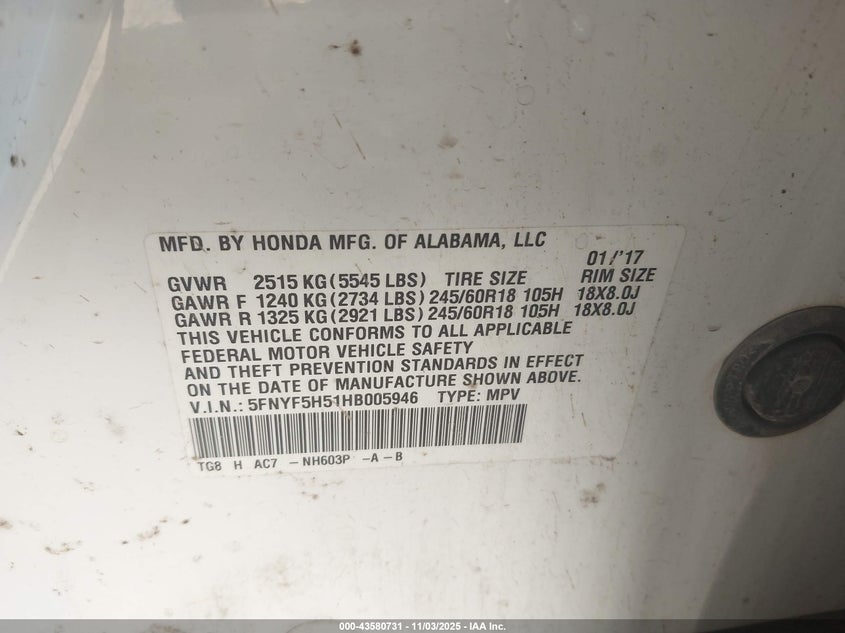 MFD. BY HONDA MFG. OF ALABAMA, LLC
01/'17
GVWR 2515 KG (5545 LBS) TIRE SIZE RIM SIZE
GAWR F 1240 KG (2734 LBS) 245/60R18 105H 18X8.0J
GAWR R 1325 KG (2921 LBS) 245/60R18 105H 18X8.0J
THIS VEHICLE CONFORMS TO ALL APPLICABLE
FEDERAL MOTOR VEHICLE SAFETY
AND THEFT PREVENTION STANDARDS IN EFFECT
ON THE DATE OF MANUFACTURE SHOWN ABOVE.
V.I.N.: 5FNYF5H51HB005946 TYPE: MPV
TG8 H AC7 -NH603P -A-B
000-43580731 - 11/03/2025 - IAA Inc.